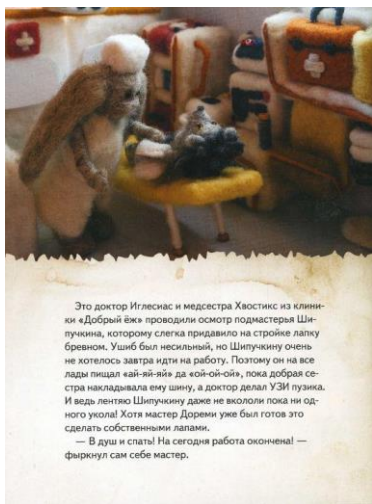 Это доктор Иглесиас и медсестра Хвостикс из клини-
ки «Добрый ёж» проводили осмотр подмастерья Ши-
пучкина, которому слегка придавило на стройке лапку
бревном. Ушиб был несильный, но Шипучкину очень
не хотелось завтра идти на работу. Поэтому он на все
лады пищал «ай-яй-яй» да «ой-ой-ой», пока добрая се-
стра накладывала ему шину, а доктор делал УЗИ пузика.
И ведь лентяю Шипучкину даже не вкололи пока ни од-
ного укола! Хотя мастер Дореми уже был готов это
сделать собственными лапами.
— В душ и спать! На сегодня работа окончена! —
фыркнул сам себе мастер.